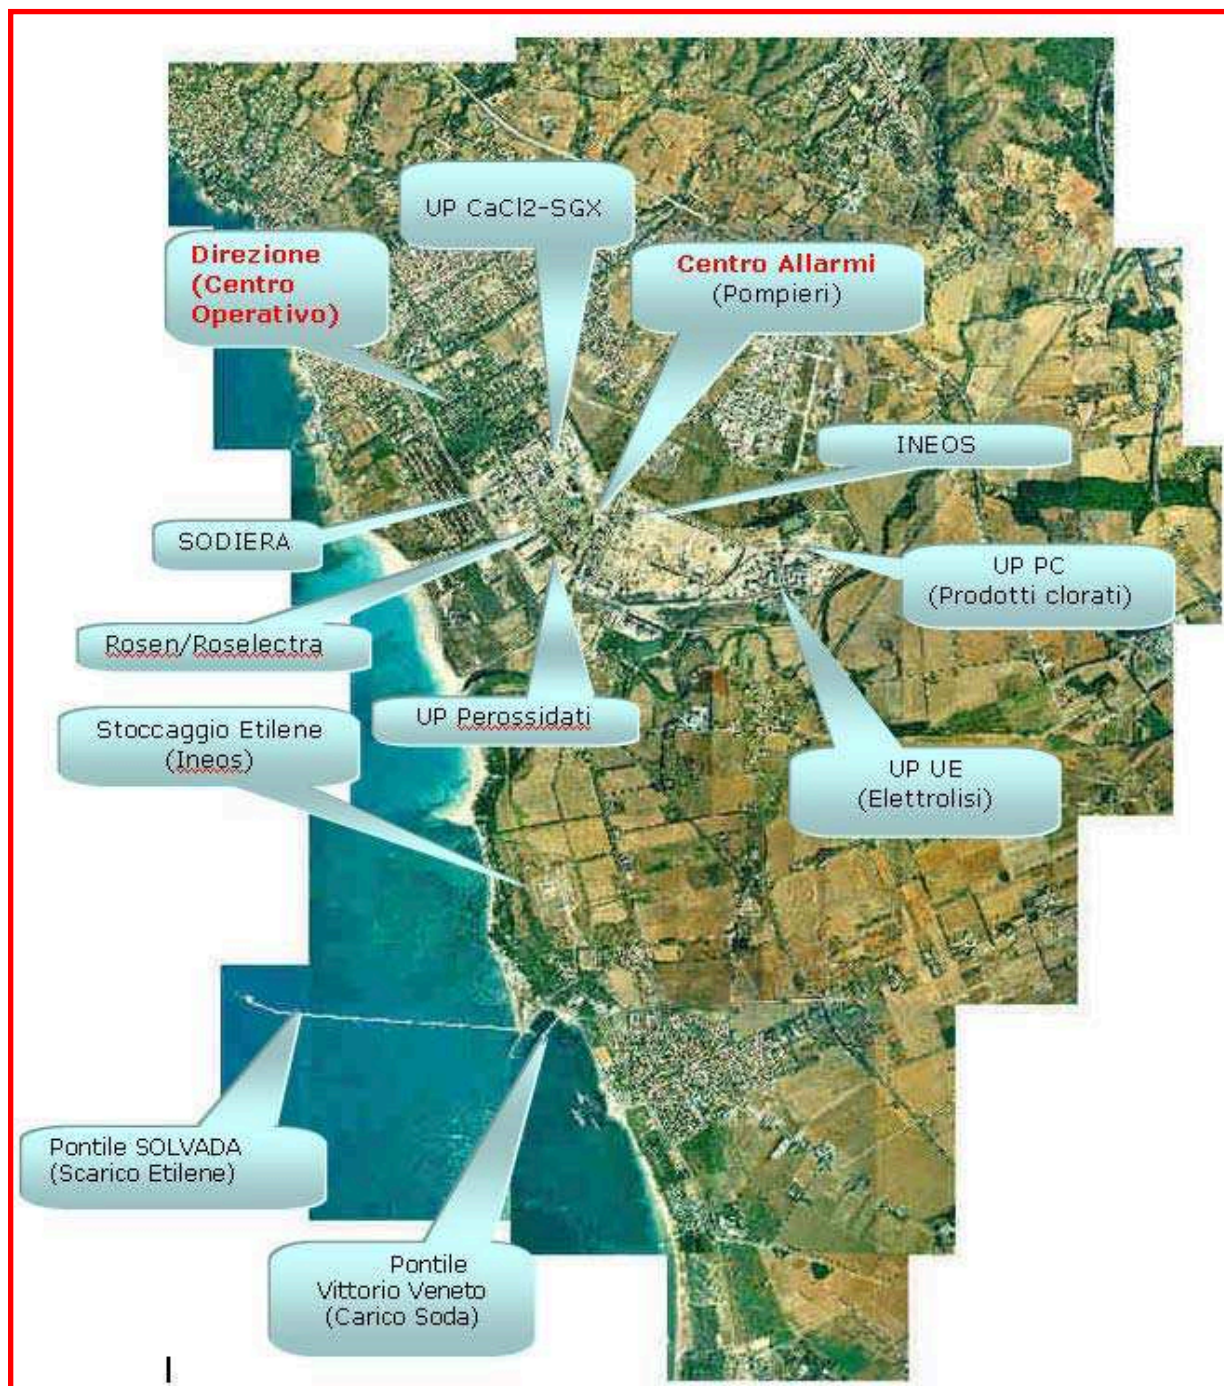 UP CaCl2-SGX
Direzione
(Centro
Operativo)
Centro Allarmi
(Pompieri)
INEOS
SODIERA
UP PC
(Prodotti clorati)
Rosen/Roselectra
UP Perossidati
Stoccaggio Etilene
(Ineos)
UP UE
(Elettrolisi)
Pontile SOLVADA
(Scarico Etilene)
Pontile
Vittorio Veneto
(Carico Soda)